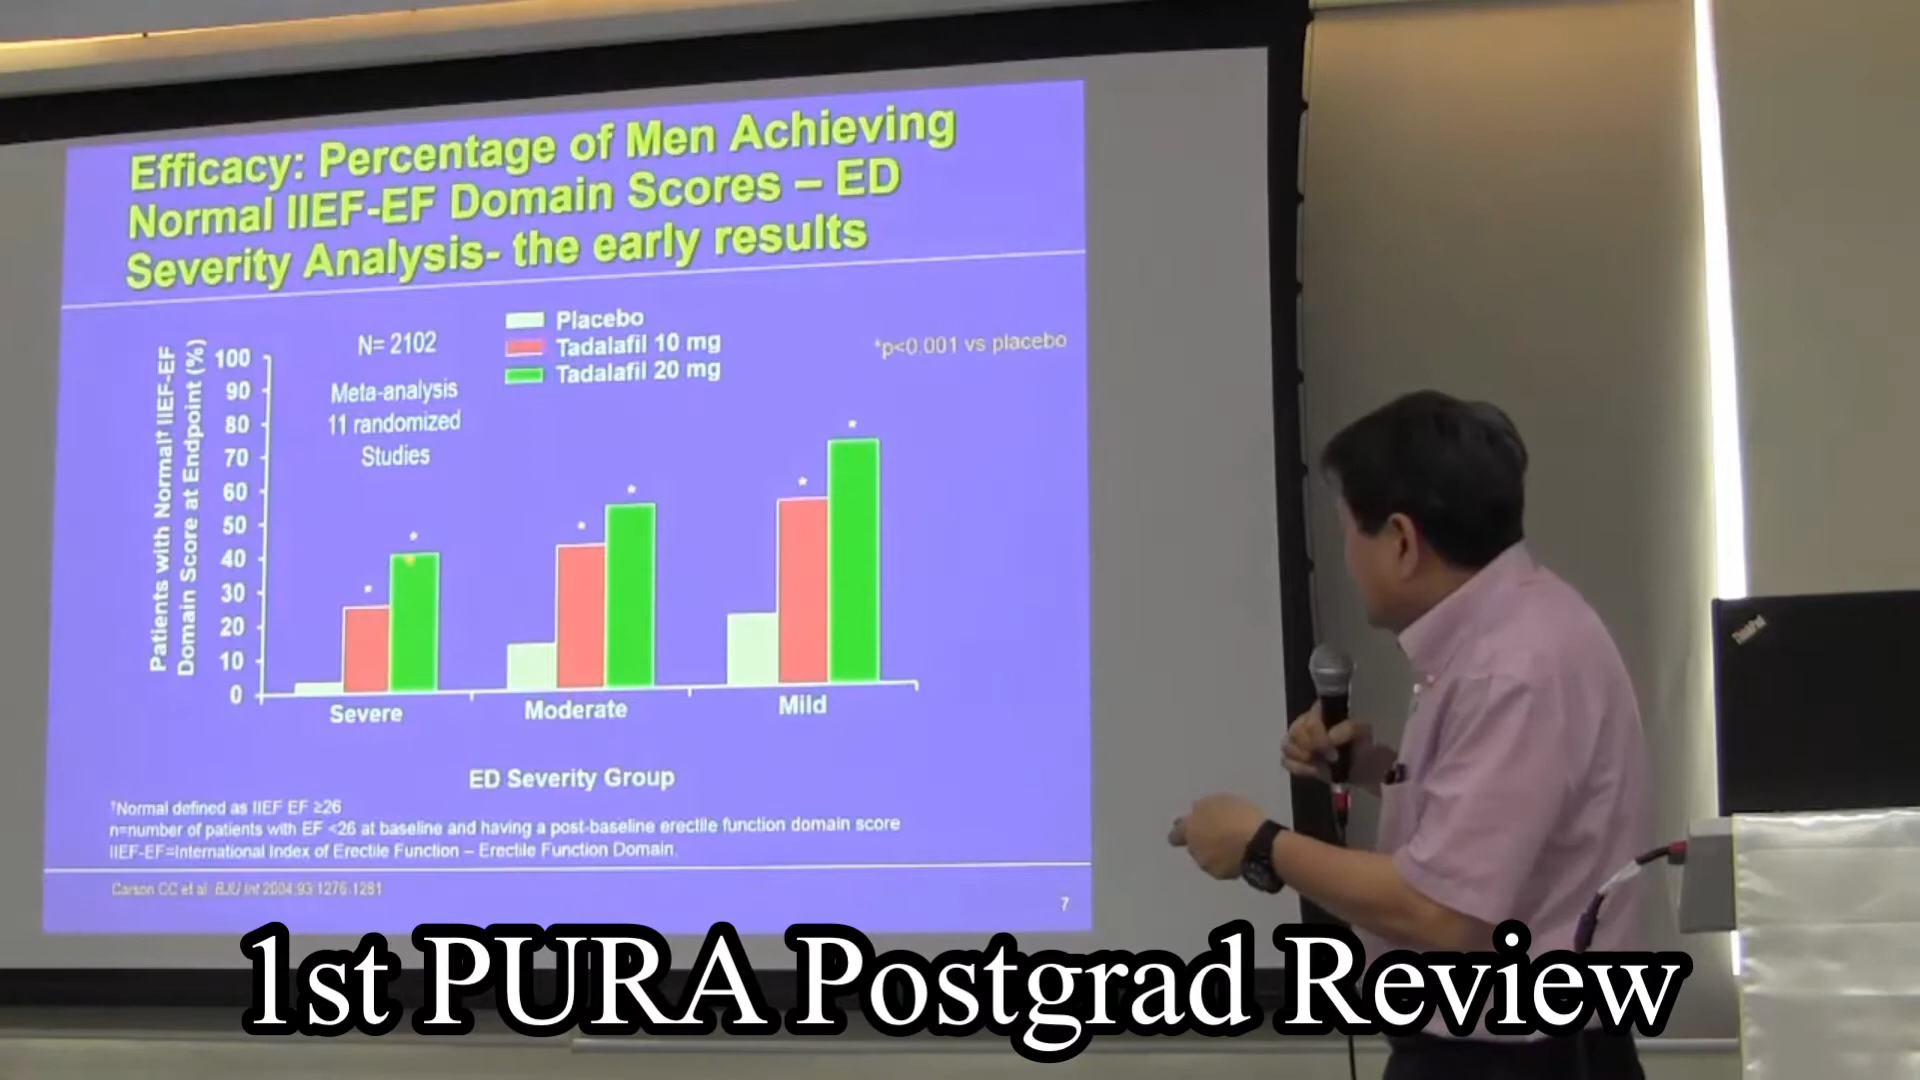 Efficacy: Percentage of Men Achieving
Normal IIEF-EF Domain Scores – ED
Severity Analysis- the early results
Placebo
Tadalafil 10 mg
Tadalafil 20 mg
N= 2102
Meta-analysis
11 randomized
Studies
*p<0.001 vs placebo
Patients with Normal† IIEF-EF
Domain Score at Endpoint (%)
100
90
80
70
60
50
40
30
20
10
0
* * * * * *
Severe Moderate Mild
ED Severity Group
†Normal defined as IIEF EF ≥26
n=number of patients with EF <26 at baseline and having a post-baseline erectile function domain score
IIEF-EF=International Index of Erectile Function – Erectile Function Domain.
Carson CC et al. BJU Int 2004:93:1276-1281
7
ThinkPad
1st PURA Postgrad Review